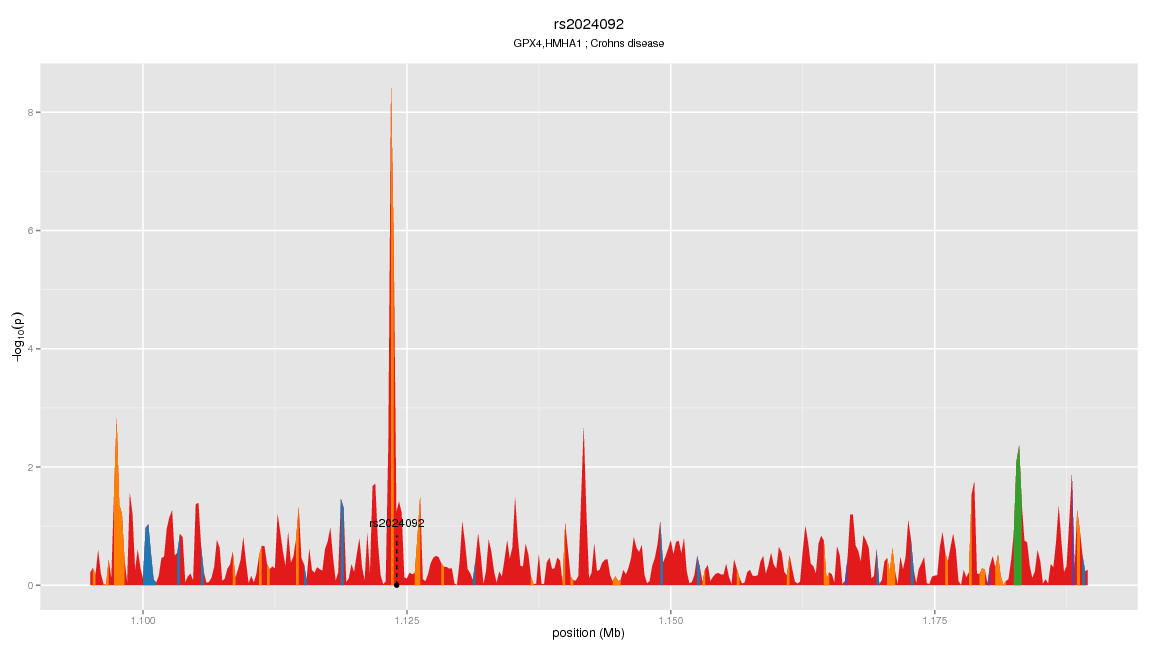 rs2024092
GPX4,HMHA1 ; Crohns disease
8
6
4
2
0
−log10(p)
rs2024092
1.100
1.125
1.150
1.175
position (Mb)